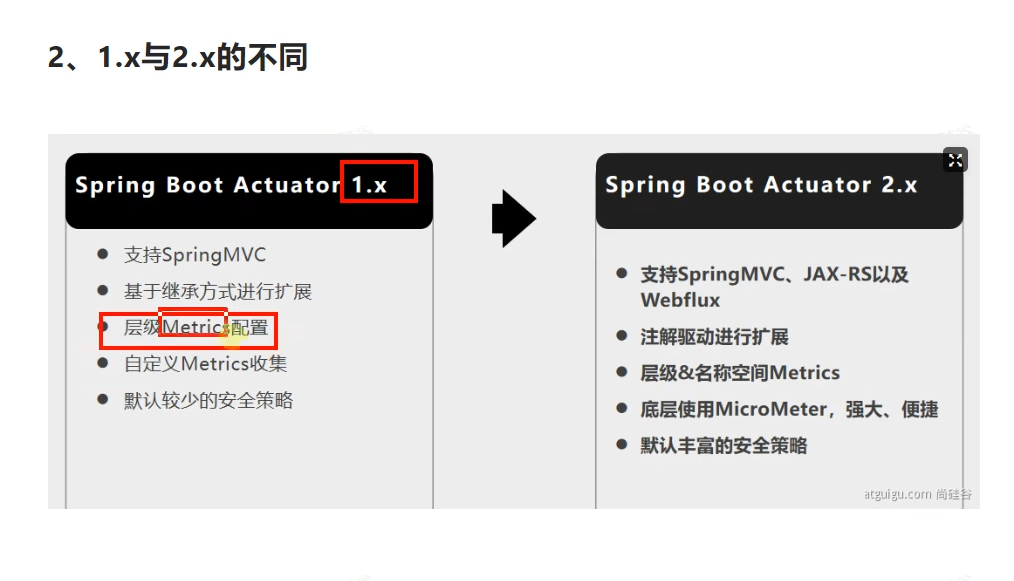 2、1.x与2.x的不同
Spring Boot Actuator 1.x
支持SpringMVC
基于继承方式进行扩展
层级Metrics配置
自定义Metrics收集
默认较少的安全策略
Spring Boot Actuator 2.x
支持SpringMVC、JAX-RS以及
Webflux
注解驱动进行扩展
层级&名称空间Metrics
底层使用MicroMeter，强大、便捷
默认丰富的安全策略
atguigu.com 尚硅谷